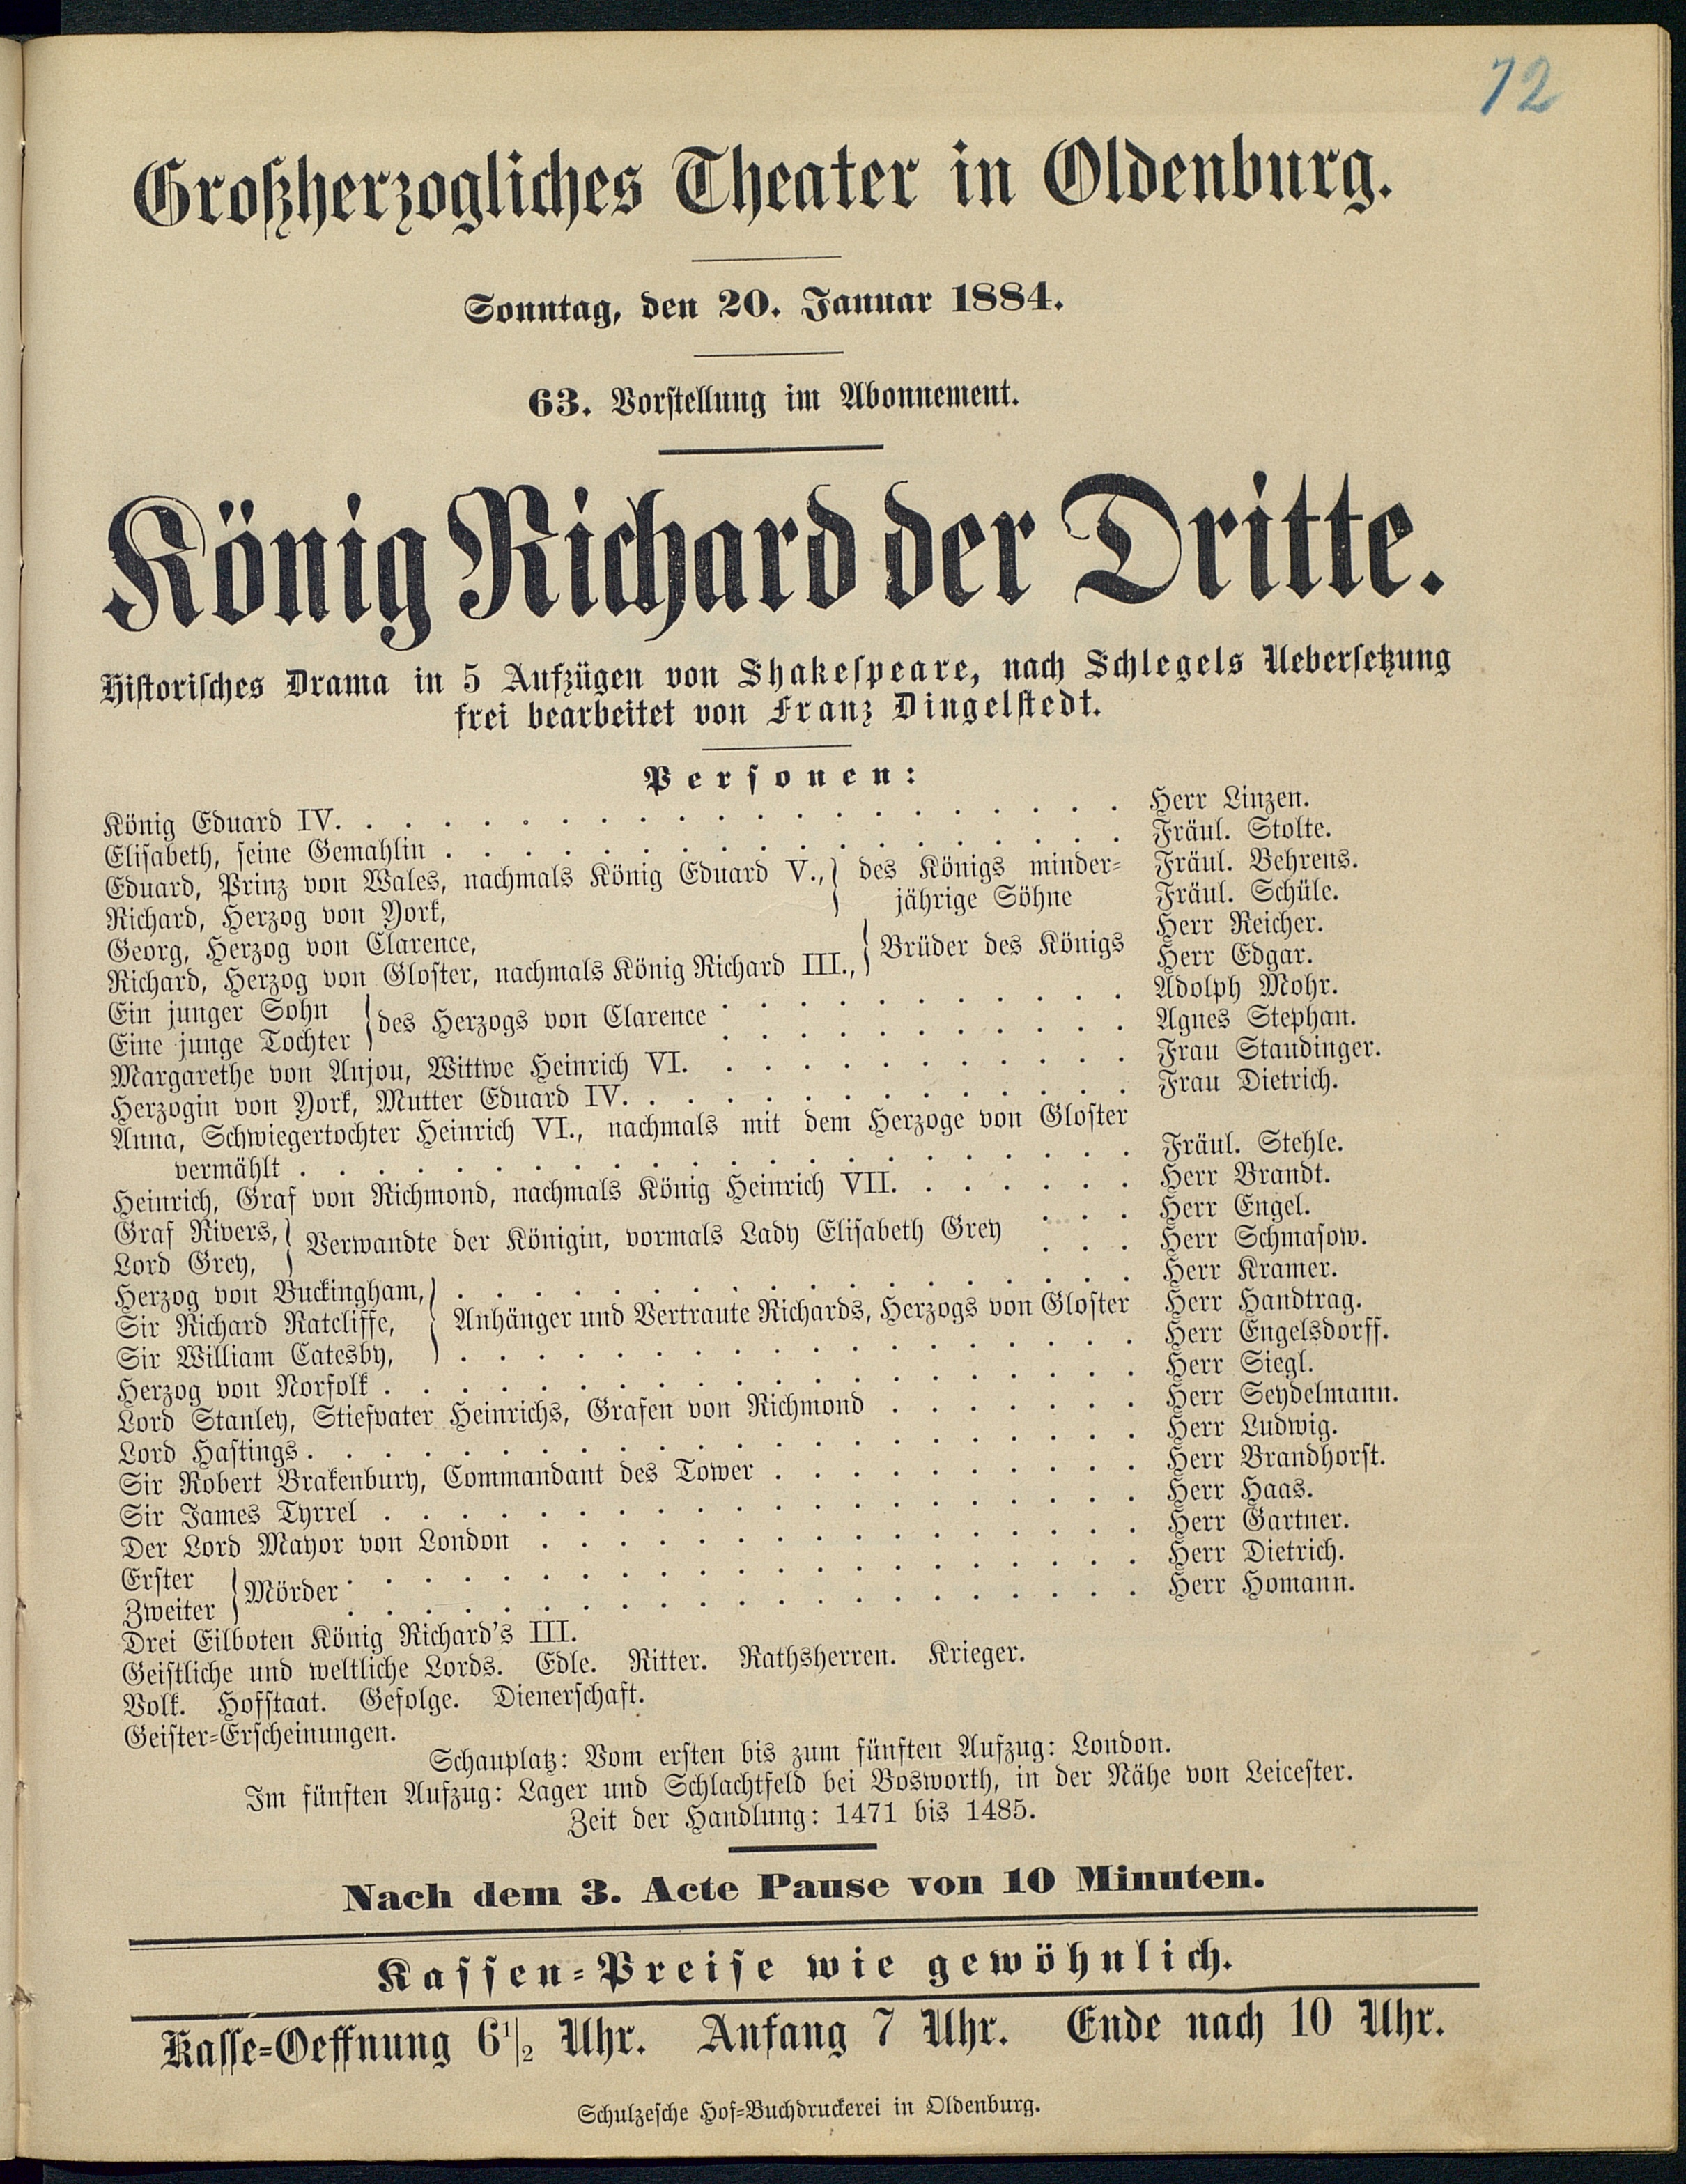 12
Großherzogliches Theater in Oldenburg.
Sonntag, den 20. Januar 1884.
63. Vorstellung im Abonnement.
König Richard der Dritte.
Historisches Drama in 5 Aufzügen von Shakespeare, nach Schlegels Uebersetzung
frei bearbeitet von Franz Dingelstedt.
Personen:
König Eduard IV. . . . . . . . . . . . . . . . . . . . . Herr Linzen.
Elisabeth, seine Gemahlin . . . . . . . . . . . . . . . . . . Fräul. Stolte.
Eduard, Prinz von Wales, nachmals König Eduard V., } des Königs minder= Fräul. Behrens.
Richard, Herzog von York, } jährige Söhne Fräul. Schüle.
Georg, Herzog von Clarence, } Brüder des Königs Herr Reicher.
Richard, Herzog von Gloster, nachmals König Richard III., } Herr Edgar.
Ein junger Sohn } des Herzogs von Clarence . . . . . . . . . . . Adolph Mohr.
Eine junge Tochter } . . . . . . . . . . . Agnes Stephan.
Margarethe von Anjou, Wittwe Heinrich VI. . . . . . . . . . . . Frau Staudinger.
Herzogin von York, Mutter Eduard IV. . . . . . . . . . . . . . Frau Dietrich.
Anna, Schwiegertochter Heinrich VI., nachmals mit dem Herzoge von Gloster
vermählt . . . . . . . . . . . . . . . . . . . . . . Fräul. Stehle.
Heinrich, Graf von Richmond, nachmals König Heinrich VII. . . . . . . Herr Brandt.
Graf Rivers, } Verwandte der Königin, vormals Lady Elisabeth Grey . . . Herr Engel.
Lord Grey, } . . . Herr Schmasow.
Herzog von Buckingham, } . . . . . . . . . . . . . . . . . . Herr Kramer.
Sir Richard Ratcliffe, } Anhänger und Vertraute Richards, Herzogs von Gloster Herr Handtrag.
Sir William Catesby, } . . . . . . . . . . . . . . . . . . Herr Engelsdorff.
Herzog von Norfolk . . . . . . . . . . . . . . . . . . . . Herr Siegl.
Lord Stanley, Stiefvater Heinrichs, Grafen von Richmond . . . . . . . Herr Seydelmann.
Lord Hastings . . . . . . . . . . . . . . . . . . . . . . Herr Ludwig.
Sir Robert Brakenbury, Commandant des Tower . . . . . . . . . . Herr Brandhorst.
Sir James Tyrrel . . . . . . . . . . . . . . . . . . . . Herr Haas.
Der Lord Mayor von London . . . . . . . . . . . . . . . . Herr Gartner.
Erster } Mörder . . . . . . . . . . . . . . . . . . . . . Herr Dietrich.
Zweiter } . . . . . . . . . . . . . . . . . . . . . Herr Homann.
Drei Eilboten König Richard's III.
Geistliche und weltliche Lords. Edle. Ritter. Rathsherren. Krieger.
Volk. Hofstaat. Gefolge. Dienerschaft.
Geister=Erscheinungen.
Schauplatz: Vom ersten bis zum fünften Aufzug: London.
Im fünften Aufzug: Lager und Schlachtfeld bei Bosworth, in der Nähe von Leicester.
Zeit der Handlung: 1471 bis 1485.
Nach dem 3. Acte Pause von 10 Minuten.
Kassen=Preise wie gewöhnlich.
Kasse=Oeffnung 6 1/2 Uhr. Anfang 7 Uhr. Ende nach 10 Uhr.
Schulzesche Hof=Buchdruckerei in Oldenburg.